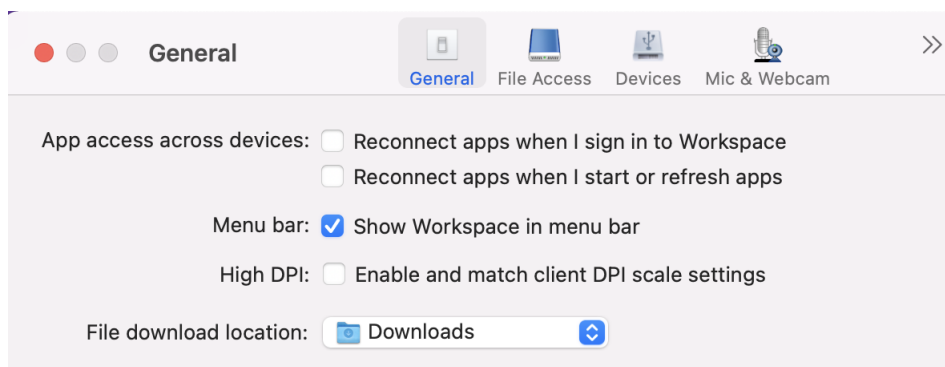 General
General
File Access
Devices
Mic & Webcam
App access across devices: Reconnect apps when I sign in to Workspace
Reconnect apps when I start or refresh apps
Menu bar: Show Workspace in menu bar
High DPI: Enable and match client DPI scale settings
File download location: Downloads